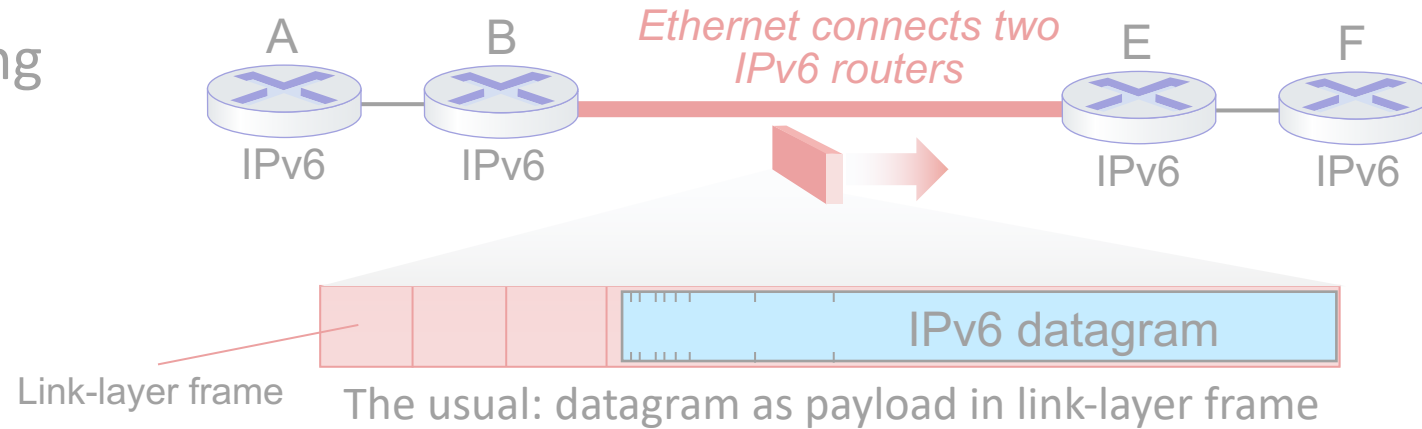 ng
A
B
Ethernet connects two
IPv6 routers
E
F
IPv6
IPv6
IPv6
IPv6
IPv6 datagram
Link-layer frame
The usual: datagram as payload in link-layer frame